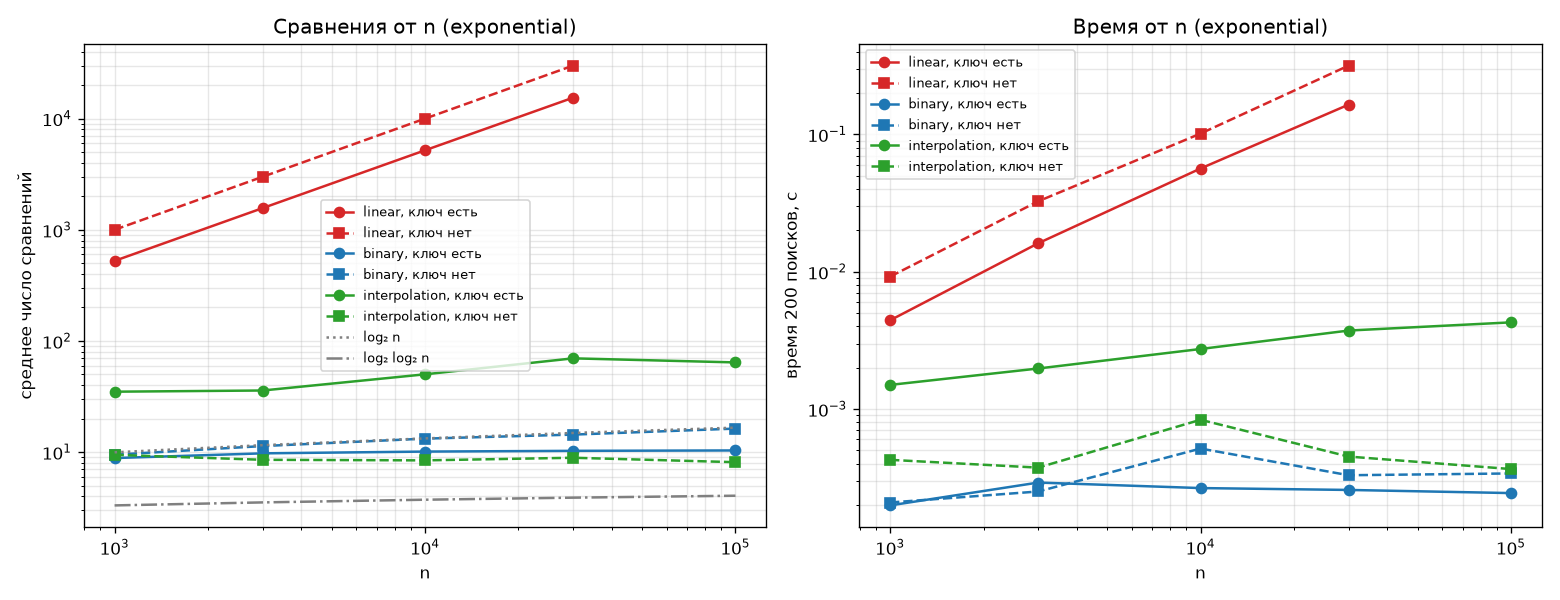 Сравнения от n (exponential)
среднее число сравнений
10⁴
10³
10²
10¹
linear, ключ есть
linear, ключ нет
binary, ключ есть
binary, ключ нет
interpolation, ключ есть
interpolation, ключ нет
log₂ n
log₂ log₂ n
10³
10⁴
10⁵
n
Время от n (exponential)
время 200 поисков, с
10⁻¹
10⁻²
10⁻³
linear, ключ есть
linear, ключ нет
binary, ключ есть
binary, ключ нет
interpolation, ключ есть
interpolation, ключ нет
10³
10⁴
10⁵
n